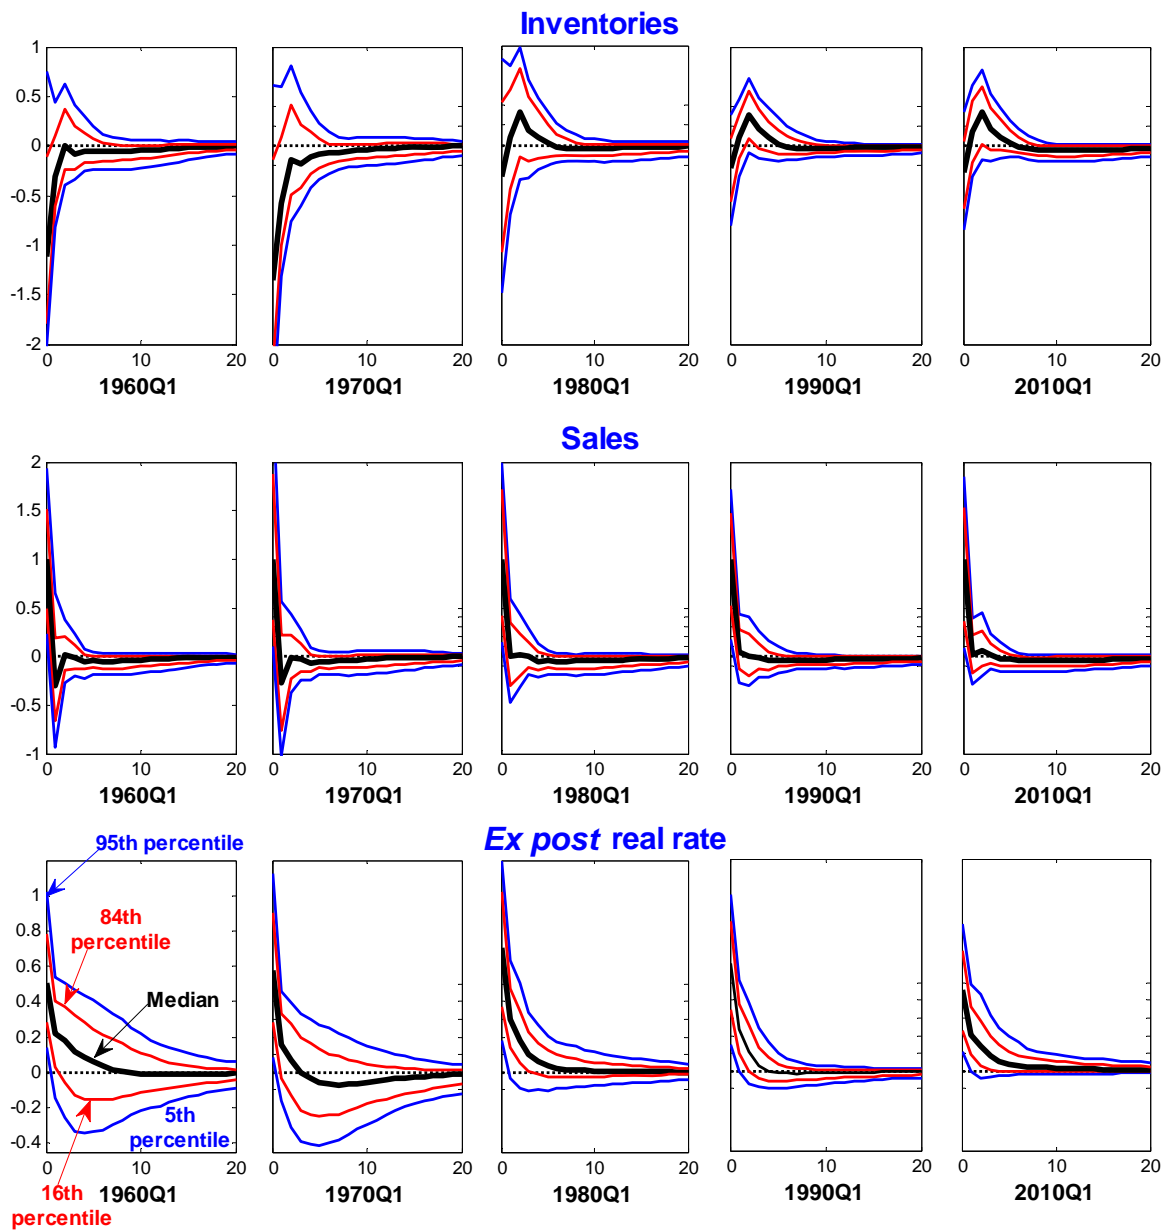 Inventories
1
0.5
0
-0.5
-1
-1.5
-2
0 10 20
0 10 20
0 10 20
0 10 20
0 10 20
1960Q1
1970Q1
1980Q1
1990Q1
2010Q1
Sales
2
1.5
1
0.5
0
-0.5
-1
0 10 20
0 10 20
0 10 20
0 10 20
0 10 20
1960Q1
1970Q1
1980Q1
1990Q1
2010Q1
Ex post real rate
95th percentile
84th
percentile
Median
5th
percentile
16th
percentile
1
0.8
0.6
0.4
0.2
0
-0.2
-0.4
0 10 20
0 10 20
0 10 20
0 10 20
0 10 20
1960Q1
1970Q1
1980Q1
1990Q1
2010Q1